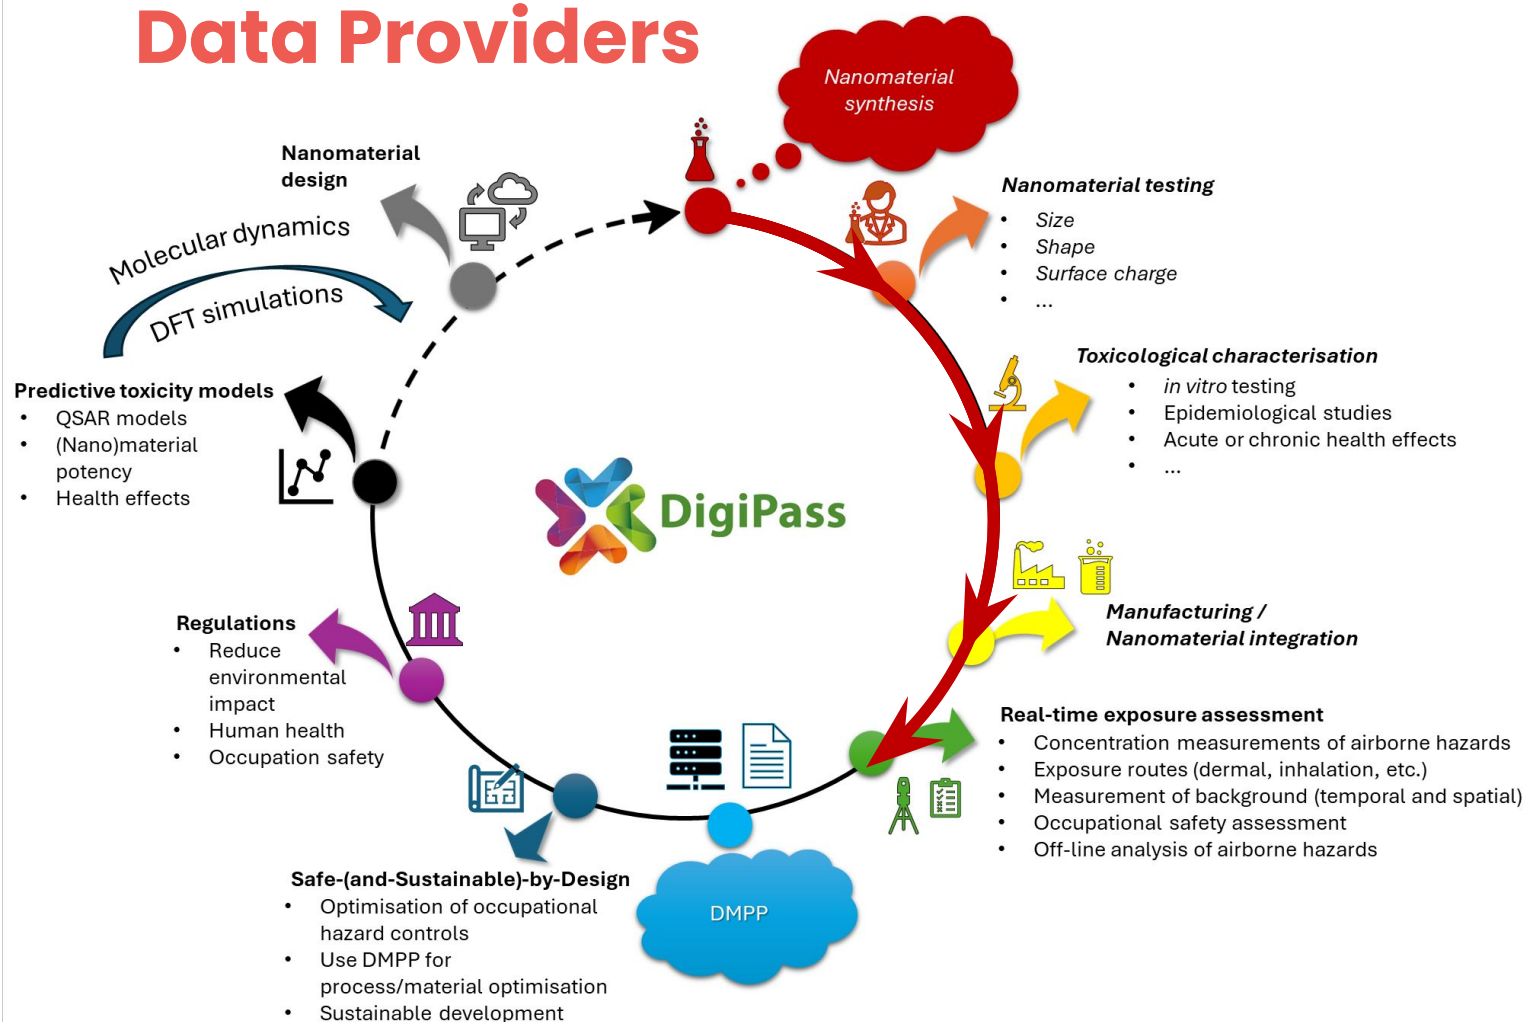 Data Providers
Nanomaterial
synthesis
Nanomaterial testing
• Size
• Shape
• Surface charge
• ...
Toxicological characterisation
• in vitro testing
• Epidemiological studies
• Acute or chronic health effects
• ...
Manufacturing /
Nanomaterial integration
Real-time exposure assessment
• Concentration measurements of airborne hazards
• Exposure routes (dermal, inhalation, etc.)
• Measurement of background (temporal and spatial)
• Occupational safety assessment
• Off-line analysis of airborne hazards
DMPP
Safe-(and-Sustainable)-by-Design
• Optimisation of occupational
hazard controls
• Use DMPP for
process/material optimisation
• Sustainable development
Regulations
• Reduce
environmental
impact
• Human health
• Occupation safety
Predictive toxicity models
• QSAR models
• (Nano)material
potency
• Health effects
Molecular dynamics
DFT simulations
Nanomaterial
design
DigiPass